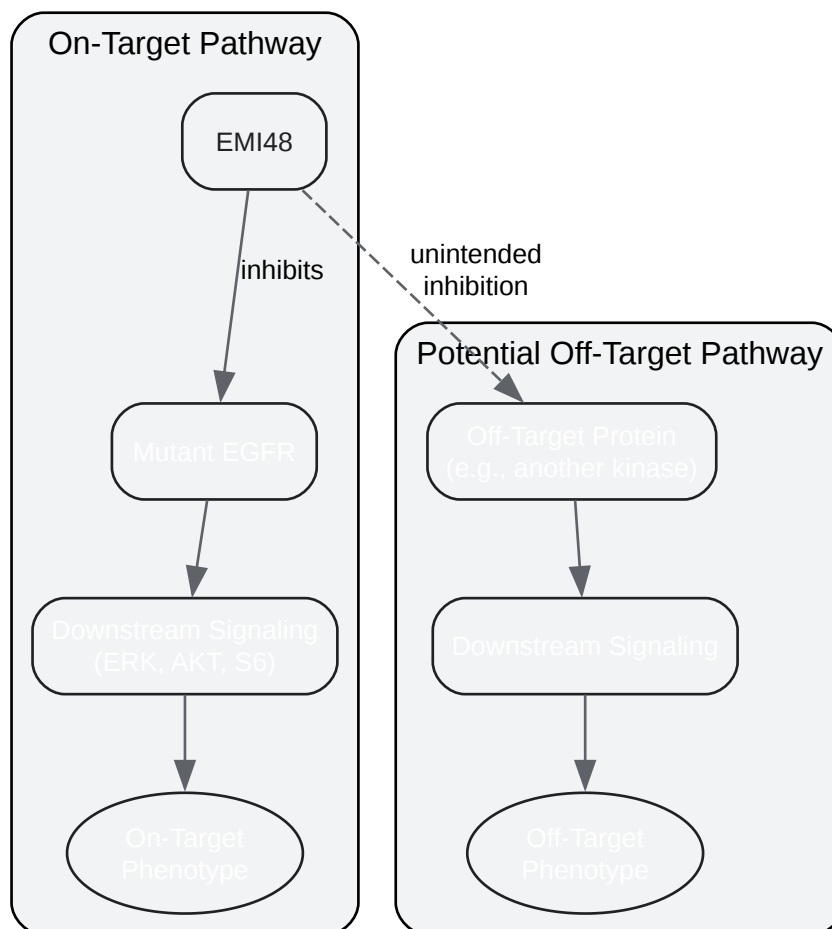 On-Target Pathway
EMI48
inhibits
unintended
inhibition
Potential Off-Target Pathway
Mutant EGFR
Off-Target Protein
(e.g., another kinase)
Downstream Signaling
(ERK, AKT, S6)
Downstream Signaling
On-Target
Phenotype
Off-Target
Phenotype